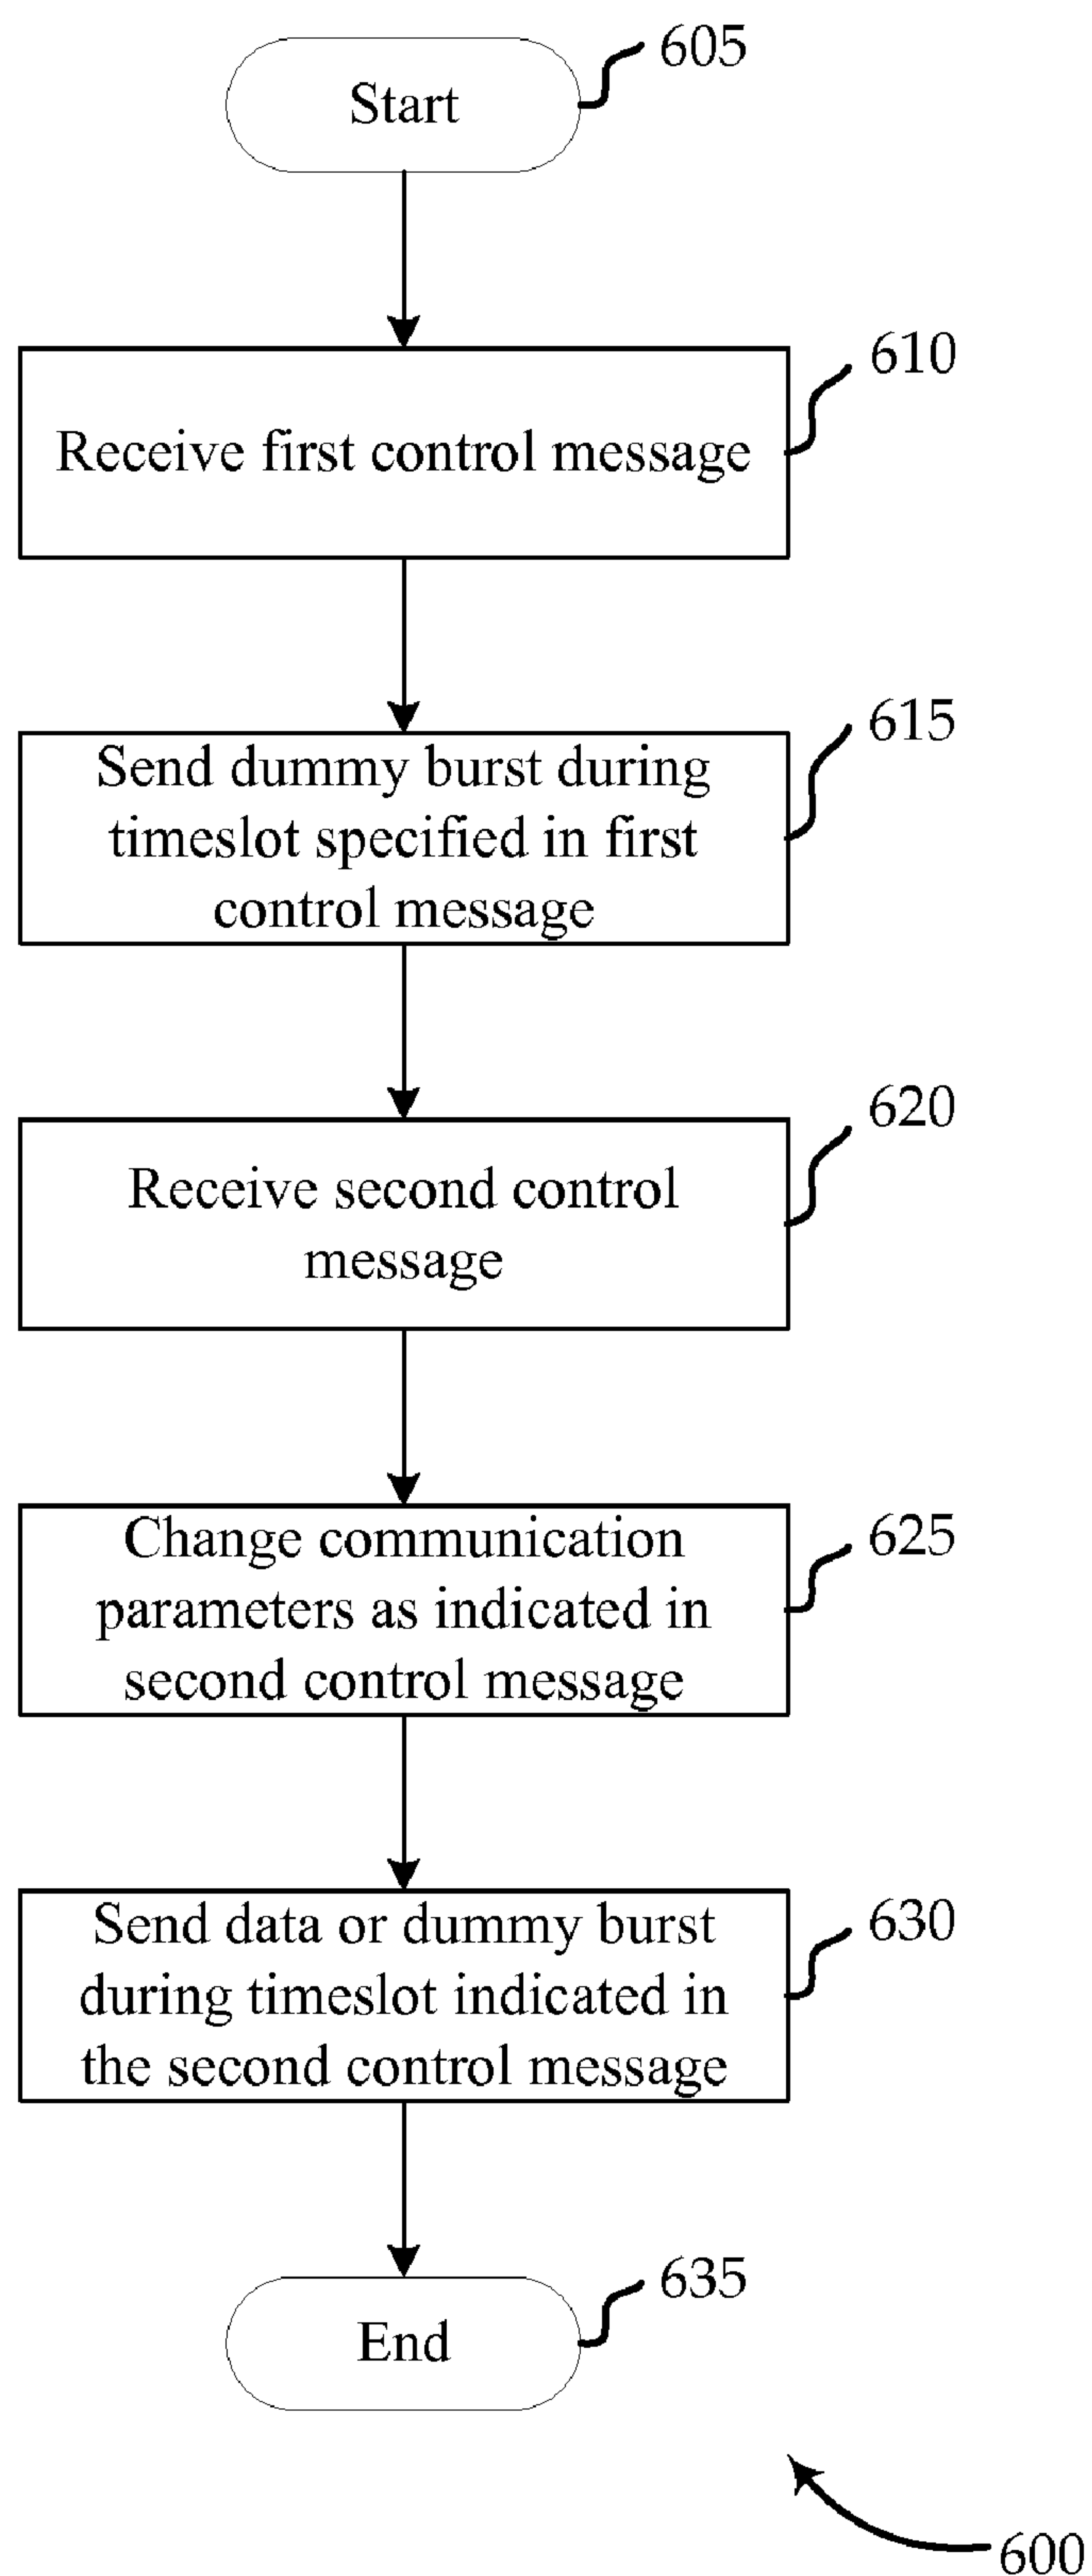 605
Start
610
Receive first control message
615
Send dummy burst during
timeslot specified in first
control message
620
Receive second control
message
625
Change communication
parameters as indicated in
second control message
630
Send data or dummy burst
during timeslot indicated in
the second control message
635
End
600